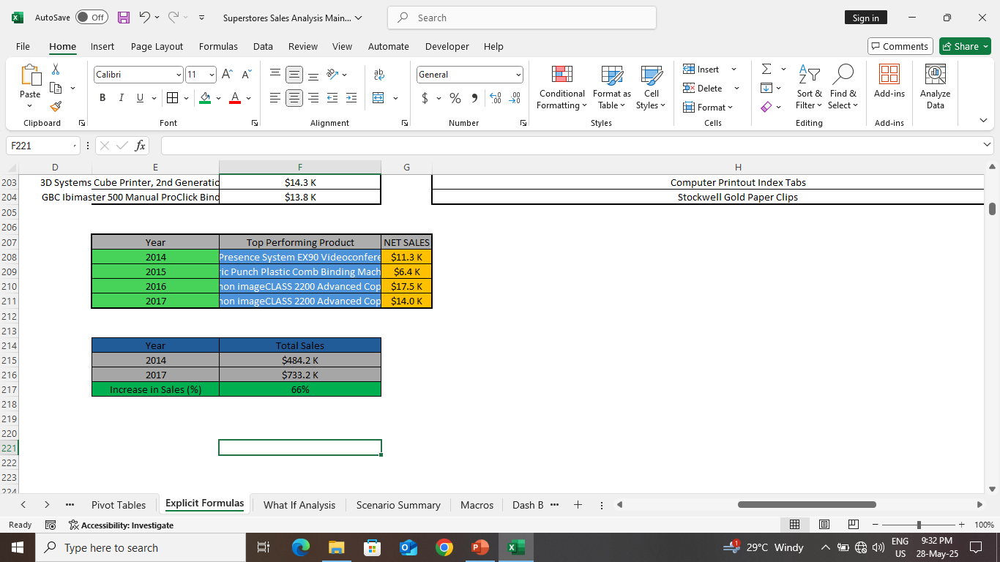 AutoSave Off Superstores Sales Analysis Main... Search Sign in
File Home Insert Page Layout Formulas Data Review View Automate Developer Help Comments Share
Paste Calibri 11 A A General Insert Delete Format
B I U A ab $ % 9 .00
Conditional Formatting Format as Table Cell Styles Sort & Filter Find & Select Add-ins Analyze Data
Clipboard Font Alignment Number Styles Cells Editing Add-ins
F221 fx
D E F G H
203 3D Systems Cube Printer, 2nd Generatic $14.3 K Computer Printout Index Tabs
204 GBC Ibimaster 500 Manual ProClick Bind $13.8 K Stockwell Gold Paper Clips
205
206
207 Year Top Performing Product NET SALES
208 2014 Presence System EX90 Videoconfere $11.3 K
209 2015 ric Punch Plastic Comb Binding Mach $6.4 K
210 2016 non imageCLASS 2200 Advanced Cop $17.5 K
211 2017 non imageCLASS 2200 Advanced Cop $14.0 K
212
213
214 Year Total Sales
215 2014 $484.2 K
216 2017 $733.2 K
217 Increase in Sales (%) 66%
218
219
220
221
222
223
224
... Pivot Tables Explicit Formulas What If Analysis Scenario Summary Macros Dash B ...
Ready Accessibility: Investigate 100%
Type here to search 1 29°C Windy ENG US 9:32 PM 28-May-25